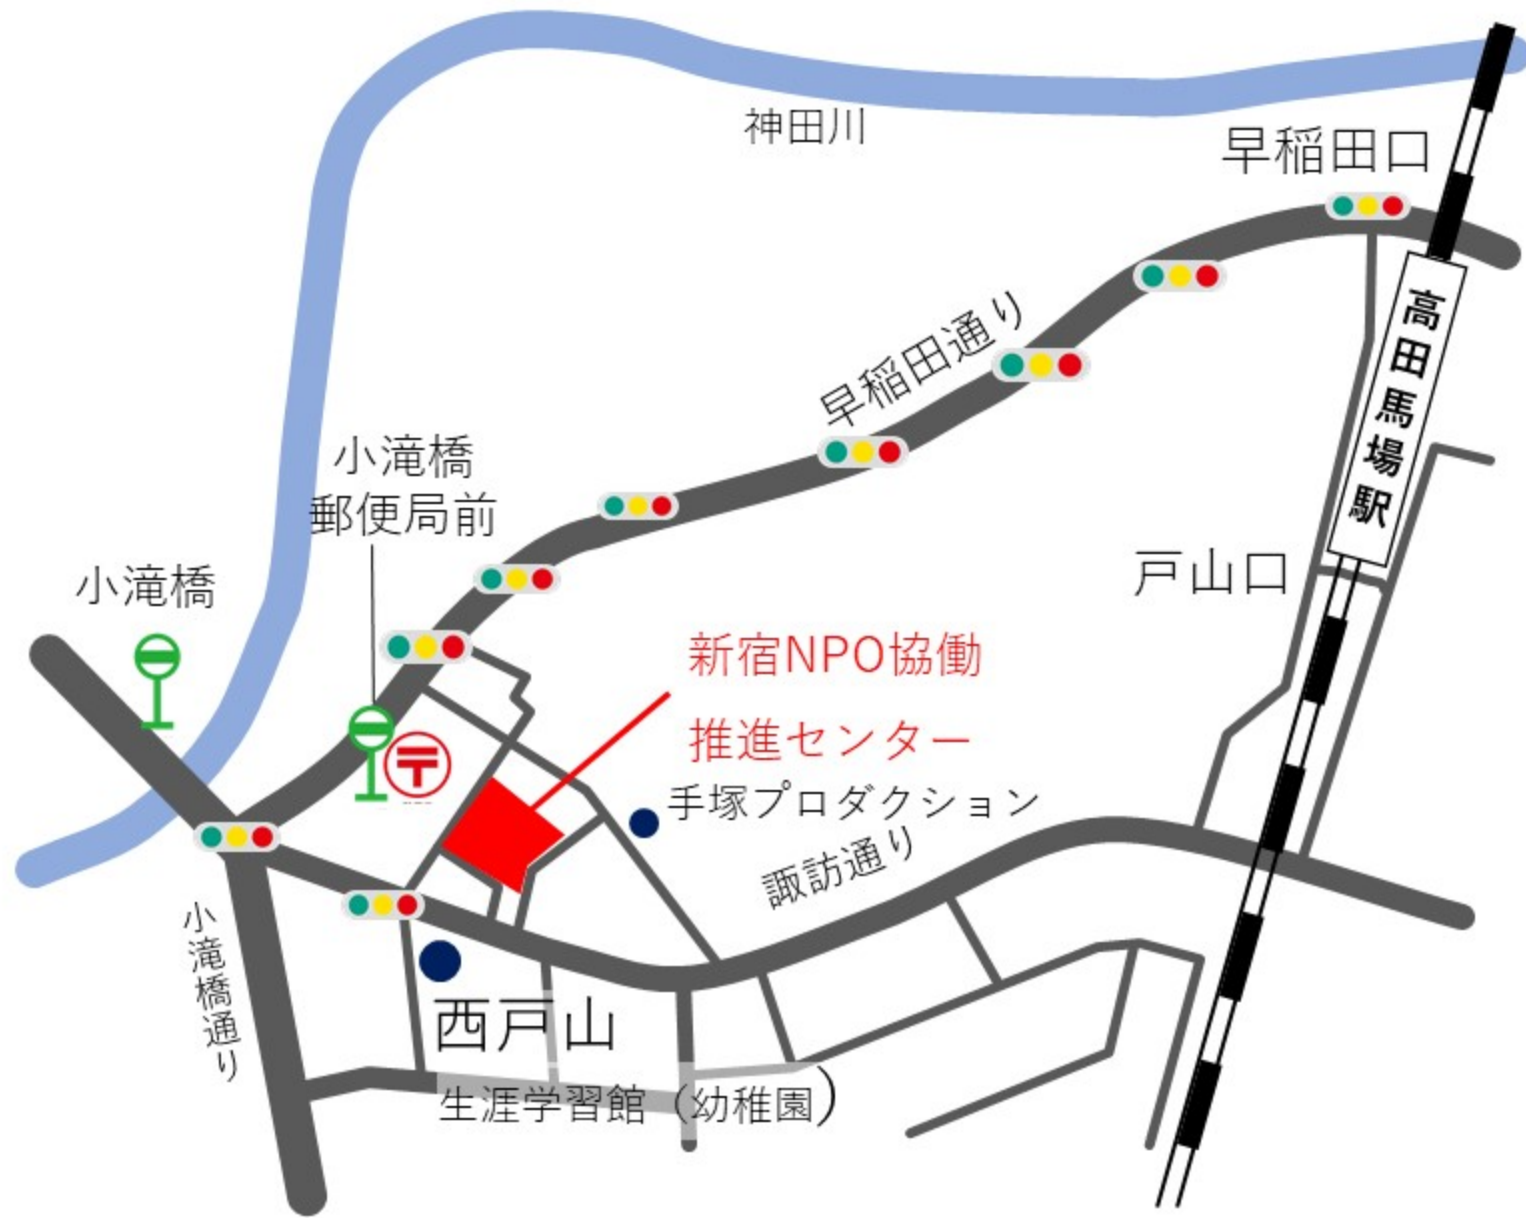 神田川
早稲田口
高田馬場駅
早稲田通り
小滝橋
郵便局前
小滝橋
戸山口
新宿NPO協働
推進センター
手塚プロダクション
諏訪通り
小滝橋通り
西戸山
生涯学習館（幼稚園）